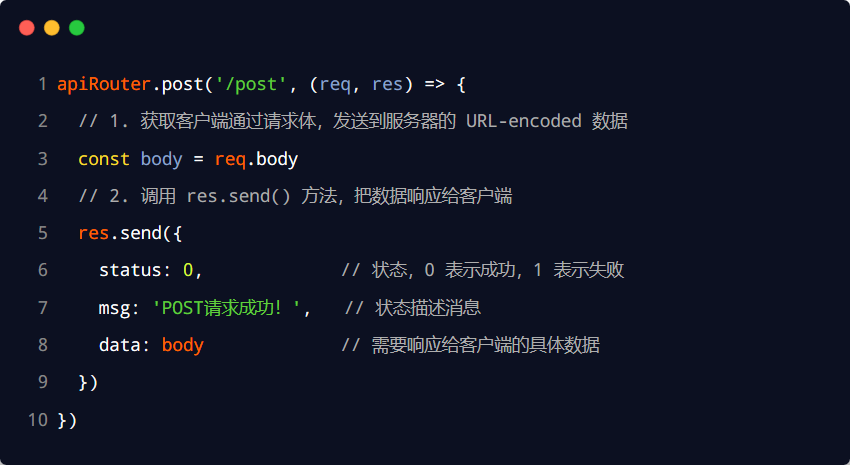 1 apiRouter.post('/post', (req, res) => {
2 // 1. 获取客户端通过请求体，发送到服务器的 URL-encoded 数据
3 const body = req.body
4 // 2. 调用 res.send() 方法，把数据响应给客户端
5 res.send({
6 status: 0, // 状态，0 表示成功，1 表示失败
7 msg: 'POST请求成功！', // 状态描述消息
8 data: body // 需要响应给客户端的具体数据
9 })
10 })